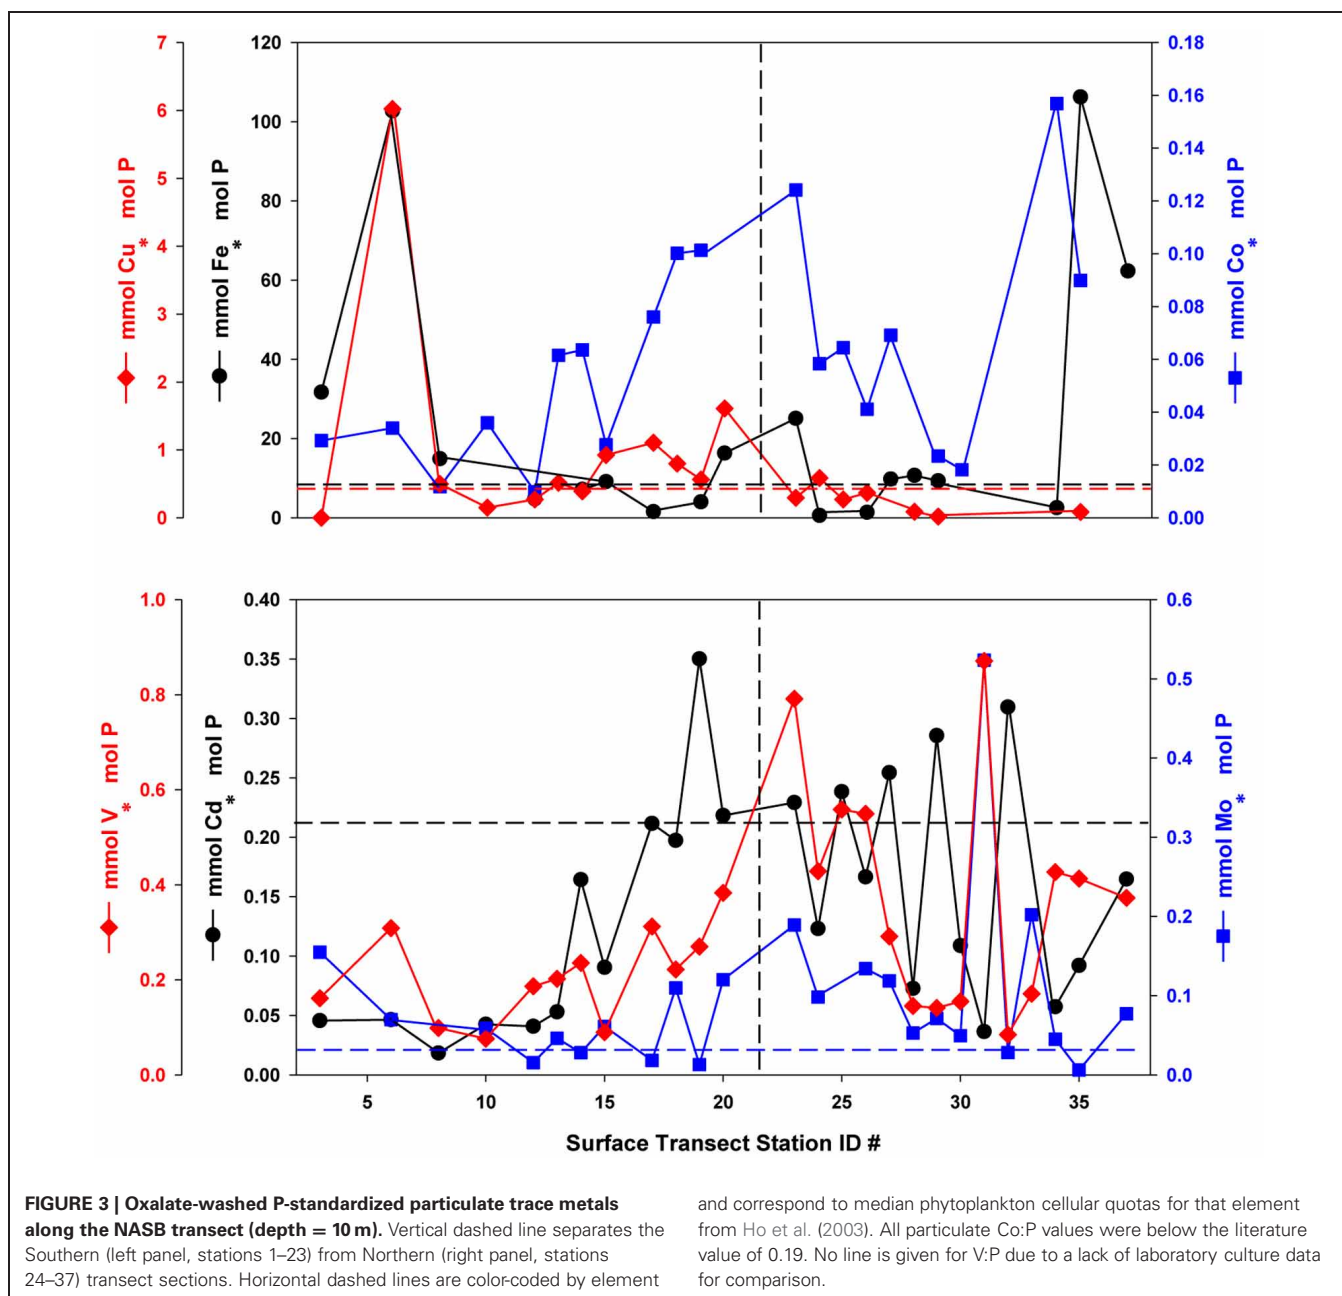 7
6
5
4
3
2
1
0
mmol Cu * mol P
120
100
80
60
40
20
0
mmol Fe * mol P
0.18
0.16
0.14
0.12
0.10
0.08
0.06
0.04
0.02
0.00
mmol Co * mol P
1.0
0.8
0.6
0.4
0.2
0.0
mmol V * mol P
0.40
0.35
0.30
0.25
0.20
0.15
0.10
0.05
0.00
mmol Cd * mol P
0.6
0.5
0.4
0.3
0.2
0.1
0.0
mmol Mo * mol P
5 10 15 20 25 30 35
Surface Transect Station ID #
FIGURE 3 | Oxalate-washed P-standardized particulate trace metals
along the NASB transect (depth = 10 m). Vertical dashed line separates the
Southern (left panel, stations 1–23) from Northern (right panel, stations
24–37) transect sections. Horizontal dashed lines are color-coded by element
and correspond to median phytoplankton cellular quotas for that element
from Ho et al. (2003). All particulate Co:P values were below the literature
value of 0.19. No line is given for V:P due to a lack of laboratory culture data
for comparison.